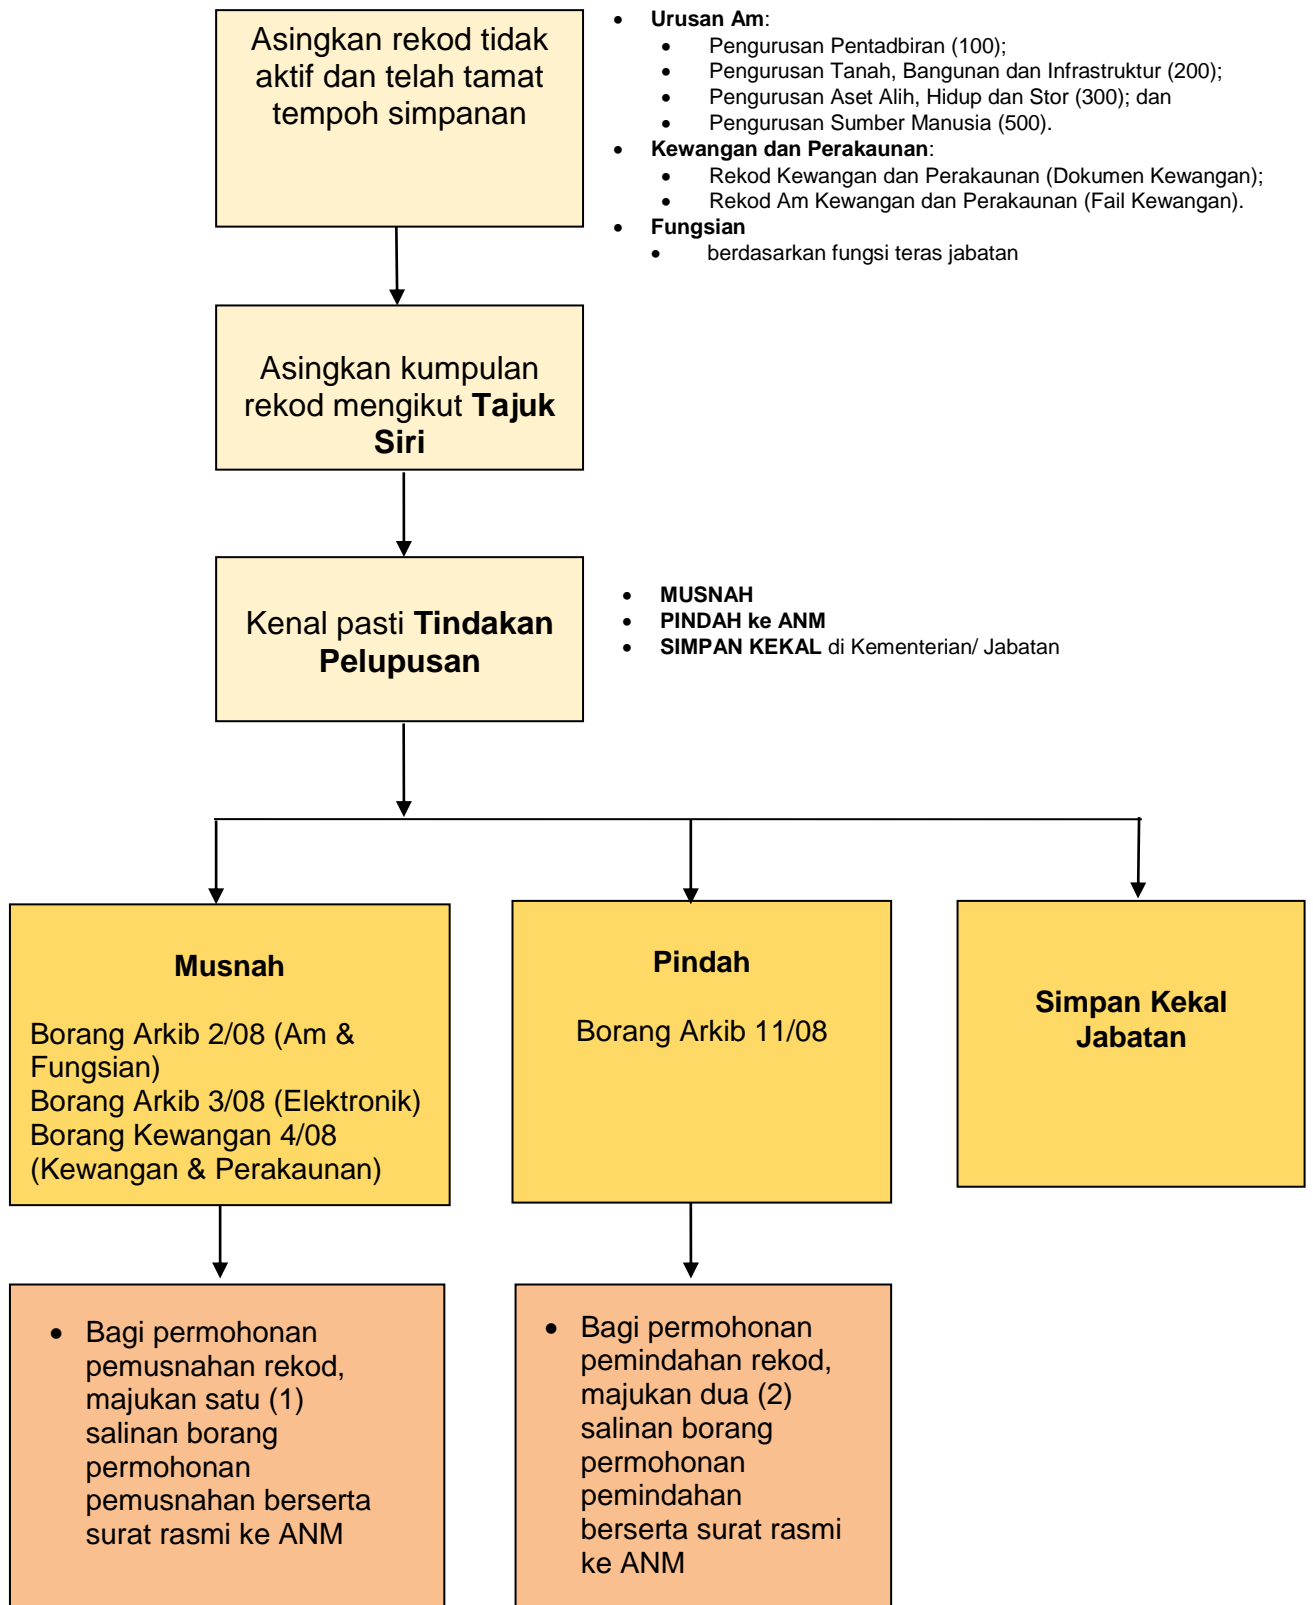 Asingkan rekod tidak
aktif dan telah tamat
tempoh simpanan
• Urusan Am:
• Pengurusan Pentadbiran (100);
• Pengurusan Tanah, Bangunan dan Infrastruktur (200);
• Pengurusan Aset Alih, Hidup dan Stor (300); dan
• Pengurusan Sumber Manusia (500).
• Kewangan dan Perakaunan:
• Rekod Kewangan dan Perakaunan (Dokumen Kewangan);
• Rekod Am Kewangan dan Perakaunan (Fail Kewangan).
• Fungsian
• berdasarkan fungsi teras jabatan
Asingkan kumpulan
rekod mengikut Tajuk
Siri
Kenal pasti Tindakan
Pelupusan
• MUSNAH
• PINDAH ke ANM
• SIMPAN KEKAL di Kementerian/ Jabatan
Musnah
Borang Arkib 2/08 (Am &
Fungsian)
Borang Arkib 3/08 (Elektronik)
Borang Kewangan 4/08
(Kewangan & Perakaunan)
Pindah
Borang Arkib 11/08
Simpan Kekal
Jabatan
• Bagi permohonan
pemusnahan rekod,
majukan satu (1)
salinan borang
permohonan
pemusnahan berserta
surat rasmi ke ANM
• Bagi permohonan
pemindahan rekod,
majukan dua (2)
salinan borang
permohonan
pemindahan
berserta surat rasmi
ke ANM